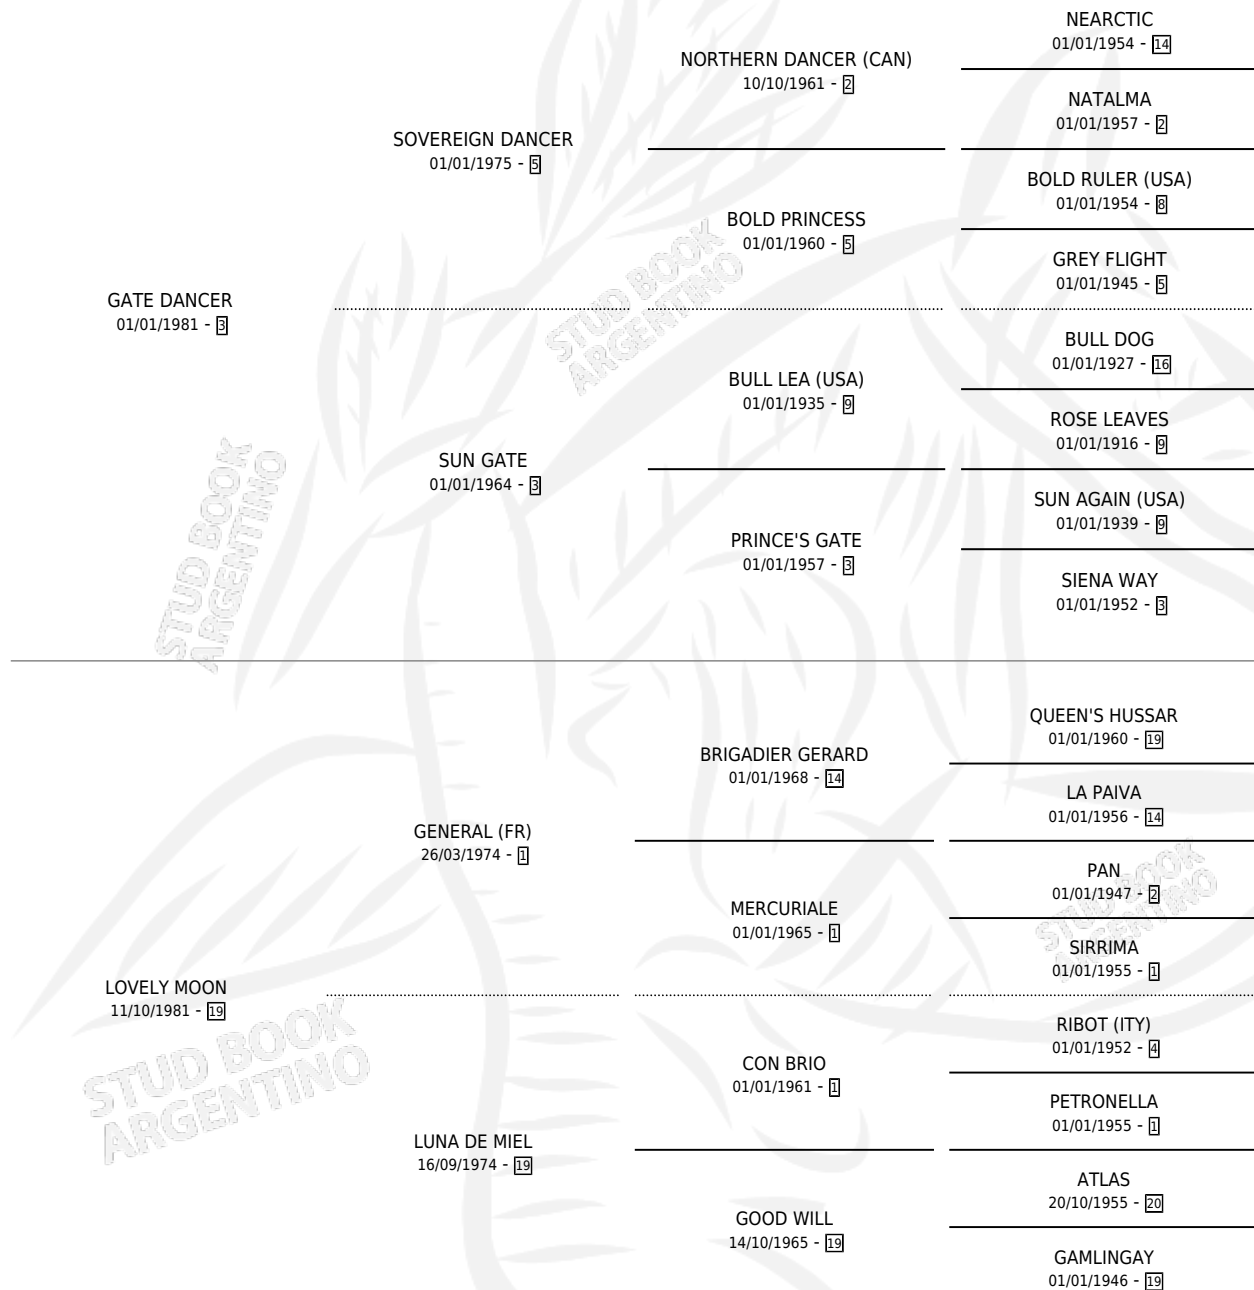 NEARCTIC
01/01/1954 - 14
NORTHERN DANCER (CAN)
10/10/1961 - 2
NATALMA
01/01/1957 - 2
SOVEREIGN DANCER
01/01/1975 - 5
BOLD RULER (USA)
01/01/1954 - 8
BOLD PRINCESS
01/01/1960 - 5
GREY FLIGHT
01/01/1945 - 5
GATE DANCER
01/01/1981 - 3
STUD BOOK
ARGENTINO
BULL DOG
01/01/1927 - 16
BULL LEA (USA)
01/01/1935 - 9
ROSE LEAVES
01/01/1916 - 9
SUN GATE
01/01/1964 - 3
SUN AGAIN (USA)
01/01/1939 - 9
PRINCE'S GATE
01/01/1957 - 3
SIENA WAY
01/01/1952 - 3
STUD BOOK
ARGENTINO
QUEEN'S HUSSAR
01/01/1960 - 19
BRIGADIER GERARD
01/01/1968 - 14
LA PAIVA
01/01/1956 - 14
GENERAL (FR)
26/03/1974 - 1
PAN
01/01/1947 - 2
MERCURIALE
01/01/1965 - 1
SIRRIMA
01/01/1955 - 1
STUD BOOK
ARGENTINO
LOVELY MOON
11/10/1981 - 19
RIBOT (ITY)
01/01/1952 - 4
CON BRIO
01/01/1961 - 1
PETRONELLA
01/01/1955 - 1
LUNA DE MIEL
16/09/1974 - 19
ATLAS
20/10/1955 - 20
GOOD WILL
14/10/1965 - 19
GAMLINGAY
01/01/1946 - 19
STUD BOOK
ARGENTINO